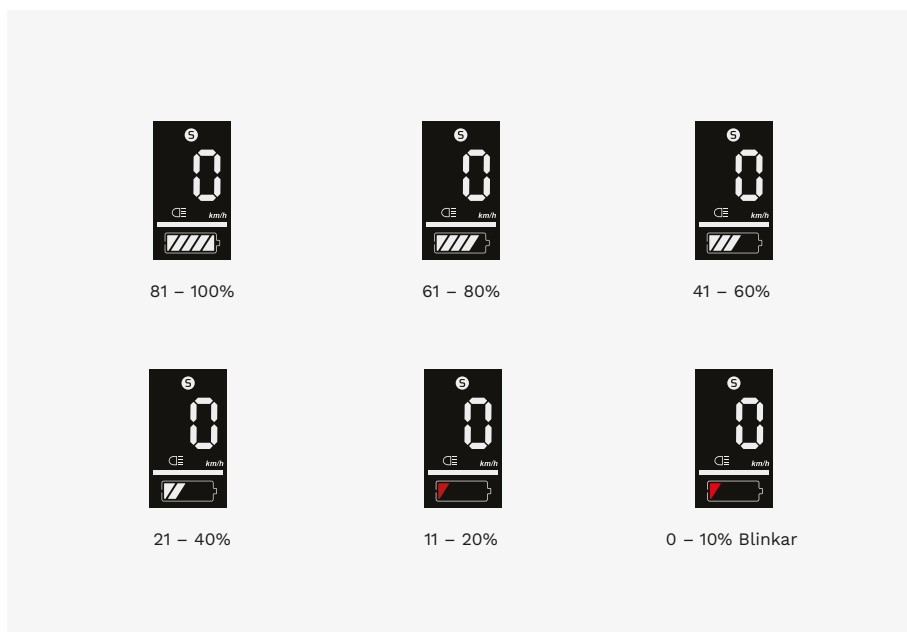 S
0
km/h
81 – 100%
S
0
km/h
61 – 80%
S
0
km/h
41 – 60%
S
0
km/h
21 – 40%
S
0
km/h
11 – 20%
S
0
km/h
0 – 10% Blinkar